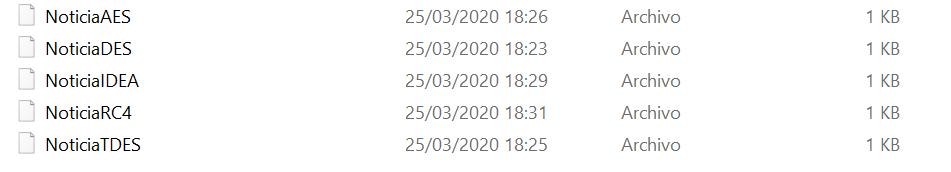 NoticiaAES 25/03/2020 18:26 Archivo 1 KB
NoticiaDES 25/03/2020 18:23 Archivo 1 KB
NoticiaIDEA 25/03/2020 18:29 Archivo 1 KB
NoticiaRC4 25/03/2020 18:31 Archivo 1 KB
NoticiaTDES 25/03/2020 18:25 Archivo 1 KB